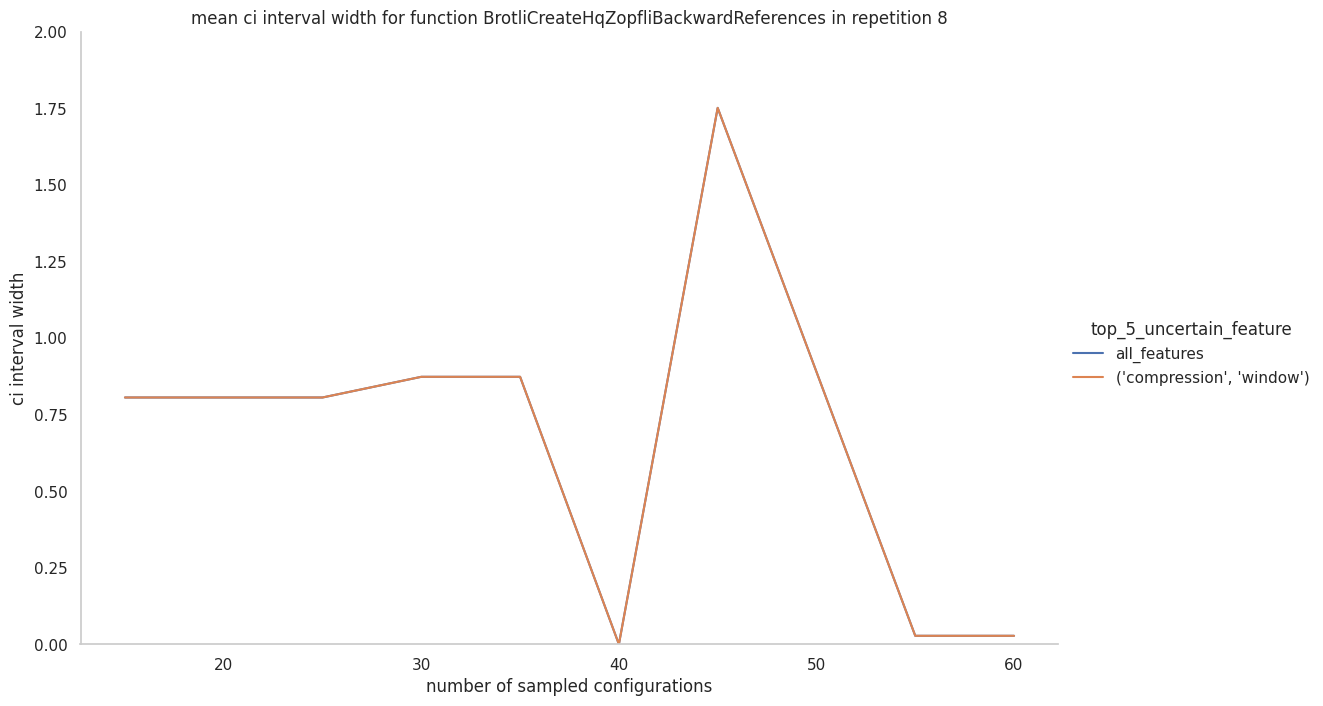 mean ci interval width for function BrotliCreateHqZopfliBackwardReferences in repetition 8
2.00
1.75
1.50
1.25
1.00
0.75
0.50
0.25
0.00
ci interval width
20 30 40 50 60
number of sampled configurations
top_5_uncertain_feature
all_features
('compression', 'window')